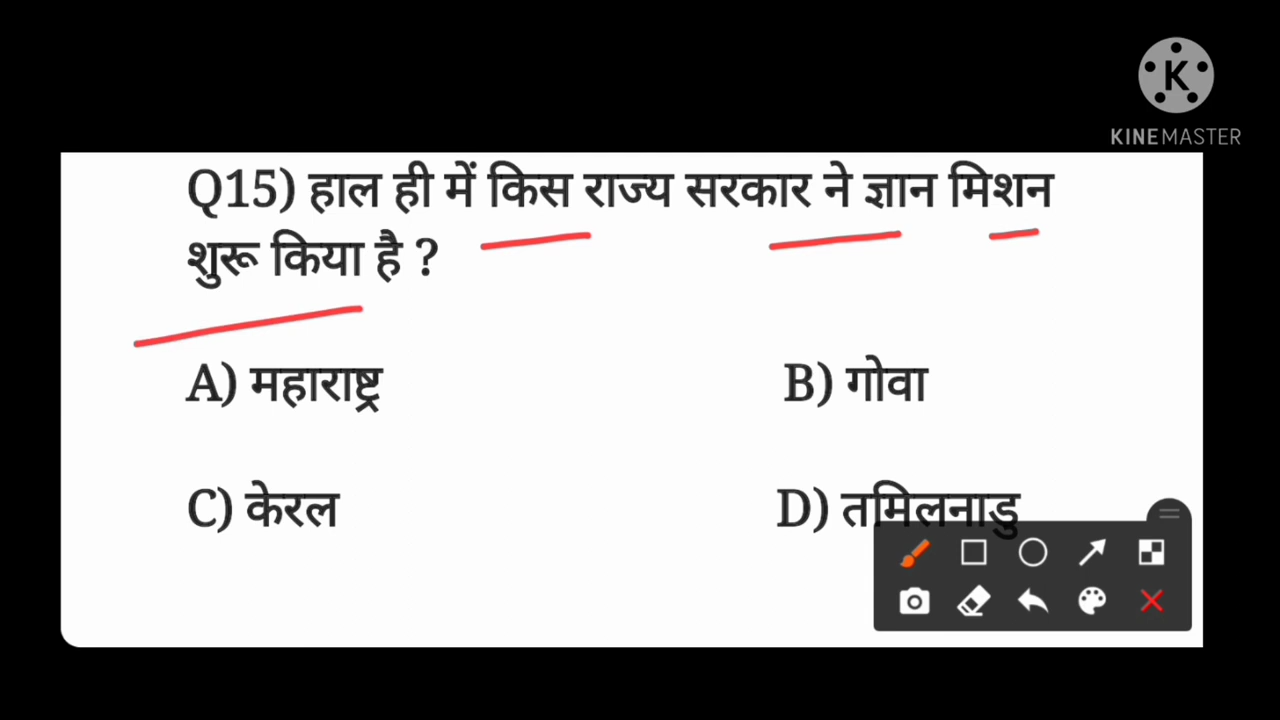 K
KINEMASTER
Q15) हाल ही में किस राज्य सरकार ने ज्ञान मिशन
शुरू किया है ?
A) महाराष्ट्र B) गोवा
C) केरल D) तमिलनाडु